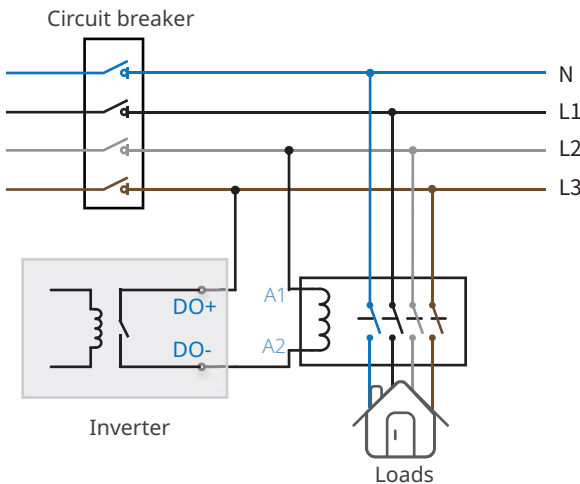 Circuit breaker
N
L1
L2
L3
DO+
A1
DO-
A2
Inverter
Loads